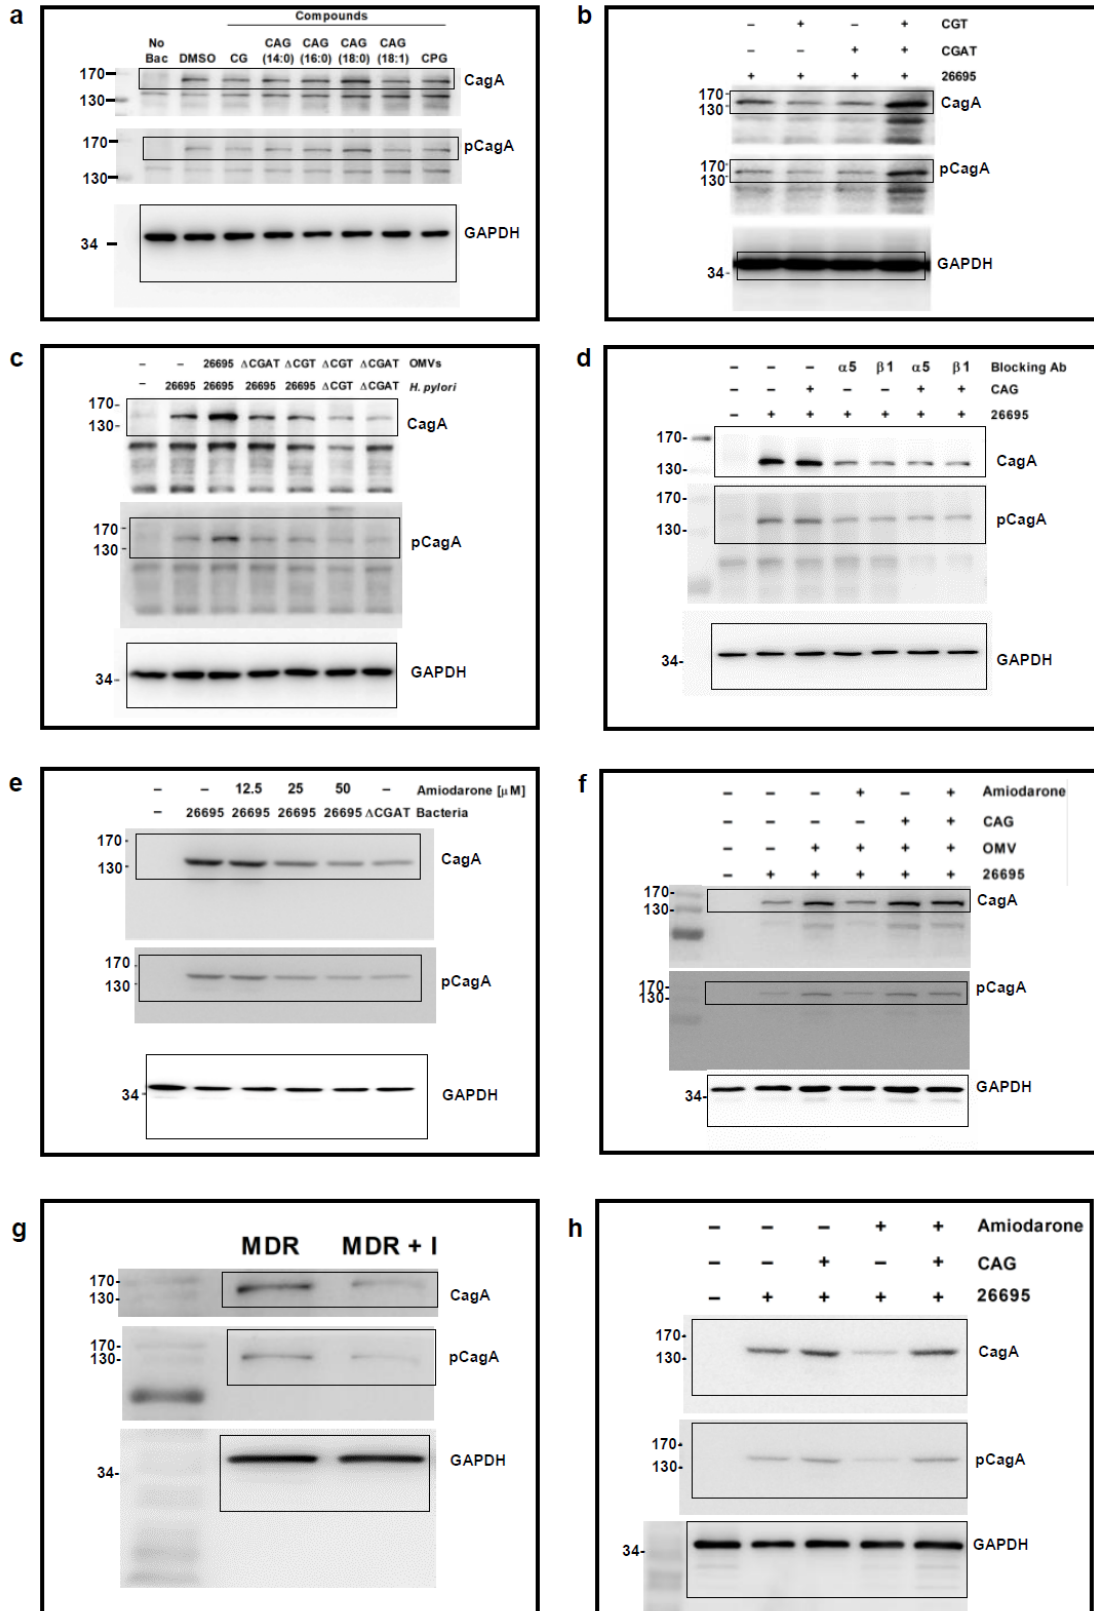 a
Compounds
No Bac DMSO CG CAG (14:0) CAG (16:0) CAG (18:0) CAG (18:1) CPG
170
130
CagA
170
130
pCagA
34
GAPDH
b
– + – + CGT
– – + + CGAT
+ + + + 26695
170-
130-
CagA
170-
130-
pCagA
34-
GAPDH
c
– – 26695 ΔCGAT ΔCGT ΔCGT ΔCGAT OMVs
– 26695 26695 26695 26695 ΔCGT ΔCGAT H. pylori
170-
130-
CagA
170-
130-
pCagA
34-
GAPDH
d
– – – α5 β1 α5 β1 Blocking Ab
– – + – – + + CAG
– + + + + + + 26695
170-
130-
CagA
170-
130-
pCagA
34-
GAPDH
e
– – 12.5 25 50 – Amiodarone [μM]
– 26695 26695 26695 26695 ΔCGAT Bacteria
170-
130-
CagA
170-
130-
pCagA
34-
GAPDH
f
– – – + – + Amiodarone
– – – – + + CAG
– – + + + + OMV
– + + + + + 26695
170-
130-
CagA
170-
130-
pCagA
34-
GAPDH
g
MDR MDR + I
170-
130-
CagA
170-
130-
pCagA
34-
GAPDH
h
– – – + + Amiodarone
– – + – + CAG
– + + + + 26695
170-
130-
CagA
170-
130-
pCagA
34-
GAPDH